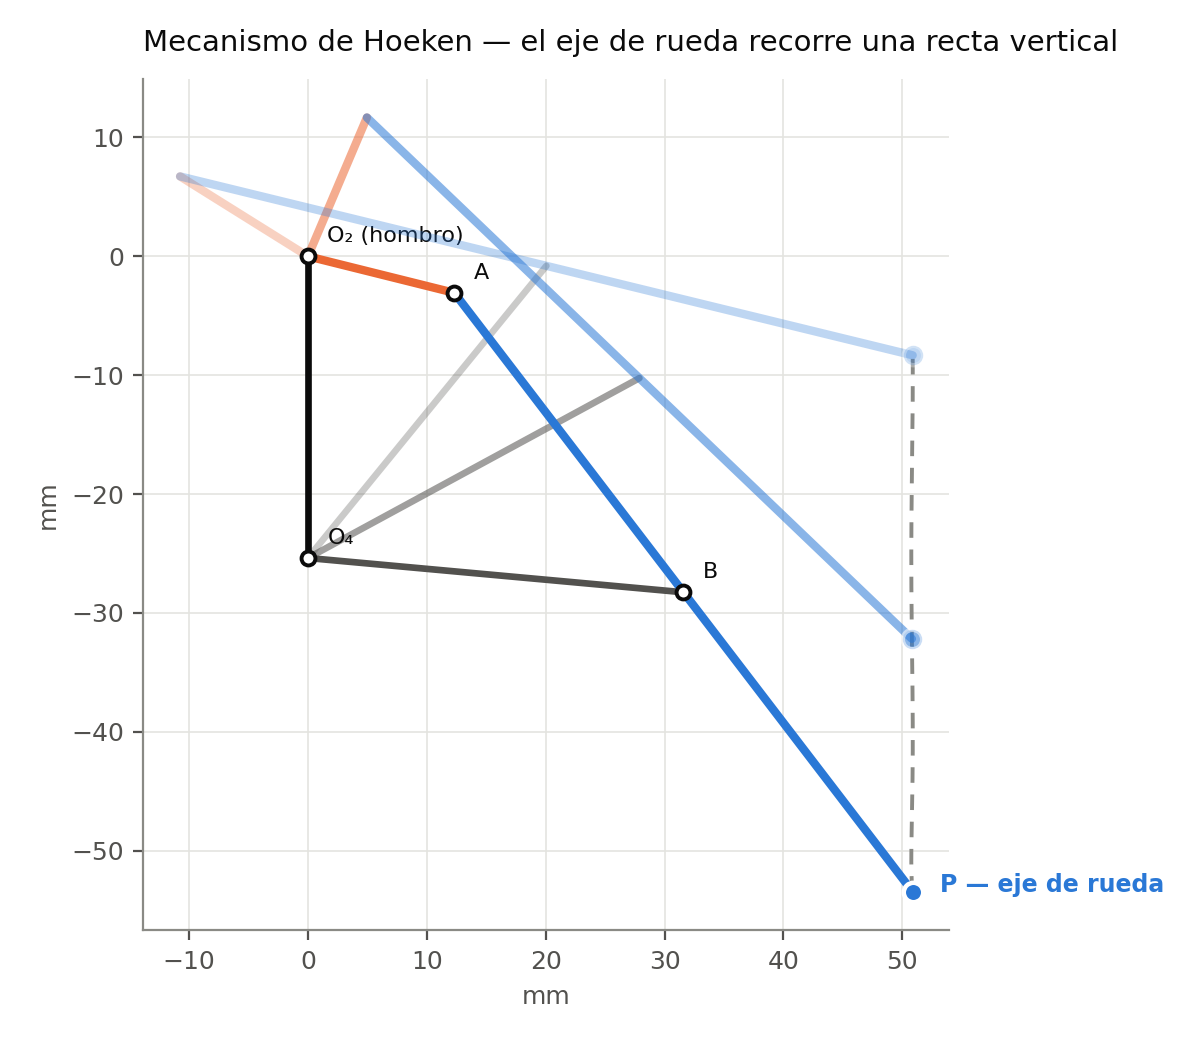 Mecanismo de Hoeken — el eje de rueda recorre una recta vertical
10
0
−10
−20
−30
−40
−50
mm
O₂ (hombro)
A
O₄
B
P — eje de rueda
−10
0
10
20
30
40
50
mm